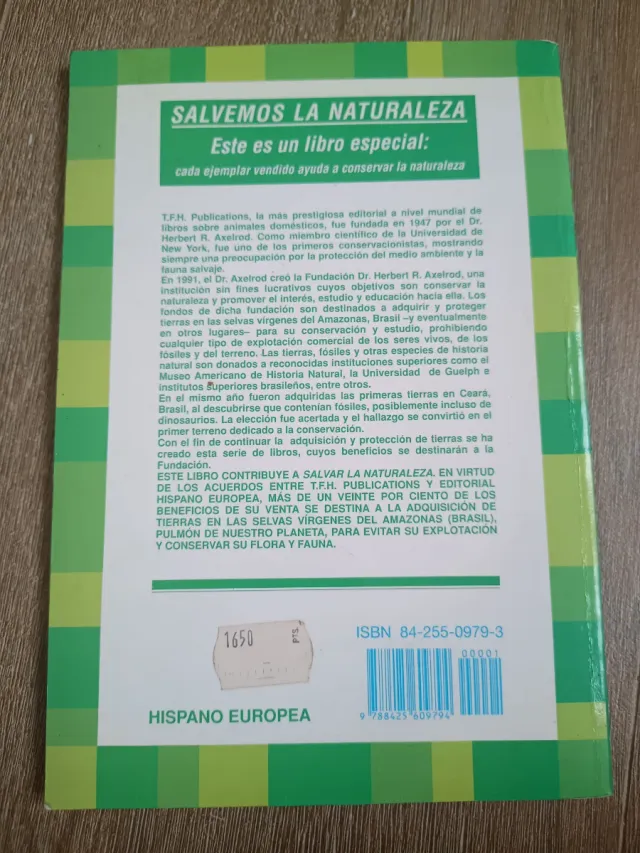 SALVEMOS LA NATURALEZA
Este es un libro especial:
cada ejemplar vendido ayuda a conservar la naturaleza
T.F.H. Publications, la más prestigiosa editorial a nivel mundial de
libros sobre animales domésticos, fue fundada en 1947 por el Dr.
Herbert R. Axelrod. Como miembro científico de la Universidad de
New York, fue uno de los primeros conservacionistas, mostrando
siempre una preocupación por la protección del medio ambiente y la
fauna salvaje.
En 1991, el Dr. Axelrod creó la Fundación Dr. Herbert R. Axelrod, una
institución sin fines lucrativos cuyos objetivos son conservar la
naturaleza y promover el interés, estudio y educación hacia ella. Los
fondos de dicha fundación son destinados a adquirir y proteger
tierras en las selvas vírgenes del Amazonas, Brasil –y eventualmente
en otros lugares– para su conservación y estudio, prohibiendo
cualquier tipo de explotación comercial de los seres vivos, de los
fósiles y del terreno. Las tierras, fósiles y otras especies de historia
natural son donados a reconocidas instituciones superiores como el
Museo Americano de Historia Natural, la Universidad de Guelph e
institutos superiores brasileños, entre otros.
En el mismo año fueron adquiridas las primeras tierras en Ceará,
Brasil, al descubrirse que contenían fósiles, posiblemente incluso de
dinosaurios. La elección fue acertada y el hallazgo se convirtió en el
primer terreno dedicado a la conservación.
Con el fin de continuar la adquisición y protección de tierras se ha
creado esta serie de libros, cuyos beneficios se destinarán a la
Fundación.
ESTE LIBRO CONTRIBUYE A SALVAR LA NATURALEZA. EN VIRTUD
DE LOS ACUERDOS ENTRE T.F.H. PUBLICATIONS Y EDITORIAL
HISPANO EUROPEA, MÁS DE UN VEINTE POR CIENTO DE LOS
BENEFICIOS DE SU VENTA SE DESTINA A LA ADQUISICIÓN DE
TIERRAS EN LAS SELVAS VÍRGENES DEL AMAZONAS (BRASIL),
PULMÓN DE NUESTRO PLANETA, PARA EVITAR SU EXPLOTACIÓN
Y CONSERVAR SU FLORA Y FAUNA.
1650 PTS.
ISBN 84-255-0979-3
00001
9 788425 609794
HISPANO EUROPEA